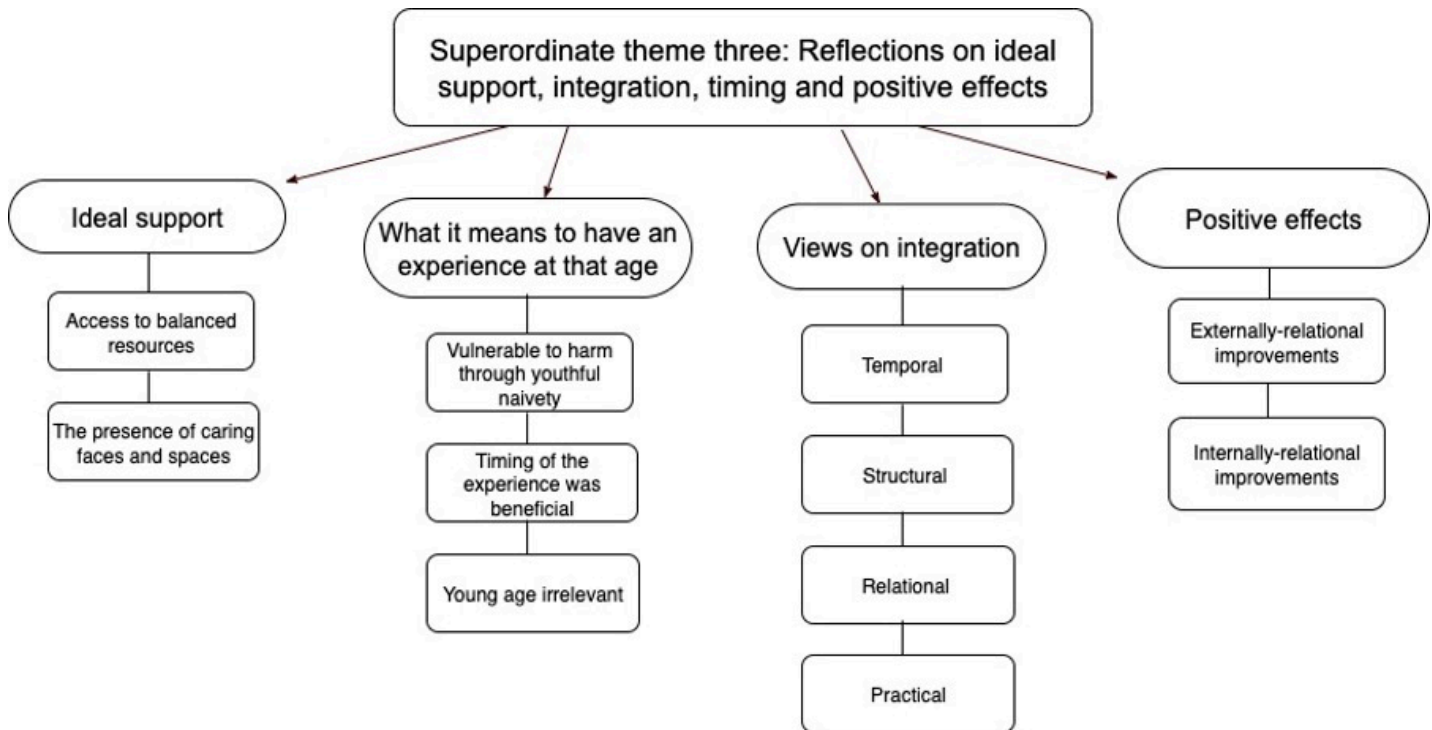 Superordinate theme three: Reflections on ideal
support, integration, timing and positive effects
Ideal support
Access to balanced
resources
The presence of caring
faces and spaces
What it means to have an
experience at that age
Vulnerable to harm
through youthful
naivety
Timing of the
experience was
beneficial
Young age irrelevant
Views on integration
Temporal
Structural
Relational
Practical
Positive effects
Externally-relational
improvements
Internally-relational
improvements